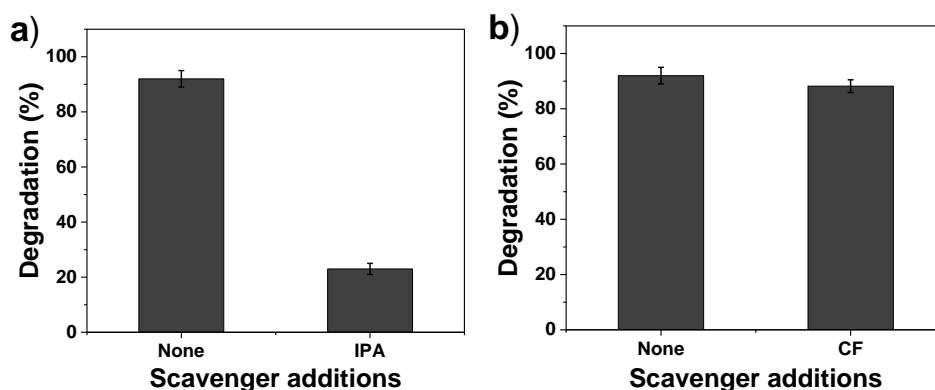 a)
Degradation (%)
100
80
60
40
20
0
None IPA
Scavenger additions
b)
Degradation (%)
100
80
60
40
20
0
None CF
Scavenger additions